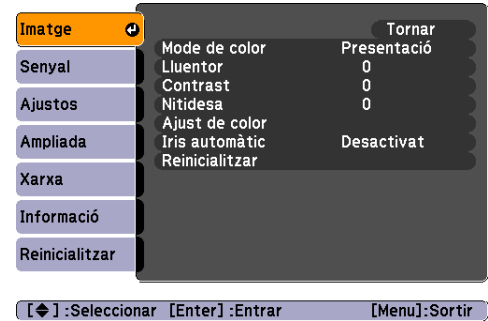 Imatge
Senyal
Ajustos
Ampliada
Xarxa
Informació
Reinicialitzar
Tornar
Mode de color Presentació
Lluentor 0
Contrast 0
Nitidesa 0
Ajust de color
Iris automàtic Desactivat
Reinicialitzar
[◆] :Seleccionar [Enter] :Entrar [Menu]:Sortir